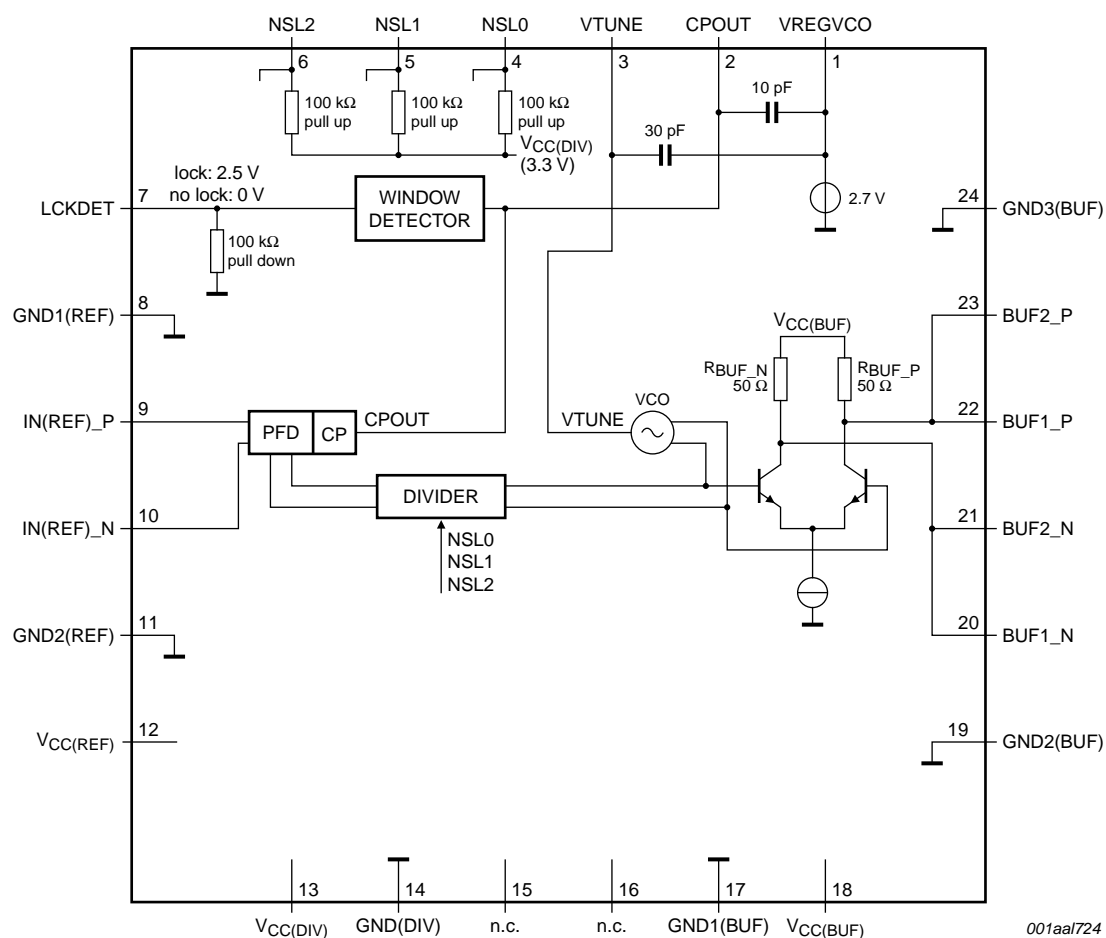 NSL2 NSL1 NSL0 VTUNE CPOUT VREGVCO
6 5 4 3 2 1
10 pF
100 kΩ
pull up
100 kΩ
pull up
100 kΩ
pull up
30 pF
VCC(DIV)
(3.3 V)
lock: 2.5 V
no lock: 0 V
LCKDET 7
WINDOW
DETECTOR
2.7 V
24 GND3(BUF)
100 kΩ
pull down
GND1(REF) 8
23 BUF2_P
VCC(BUF)
RBUF_N
50 Ω
RBUF_P
50 Ω
IN(REF)_P 9
PFD CP
CPOUT
VTUNE
VCO
22 BUF1_P
DIVIDER
IN(REF)_N 10
NSL0
NSL1
NSL2
21 BUF2_N
GND2(REF) 11
20 BUF1_N
VCC(REF) 12
19 GND2(BUF)
13 14 15 16 17 18
VCC(DIV) GND(DIV) n.c. n.c. GND1(BUF) VCC(BUF)
001aal724